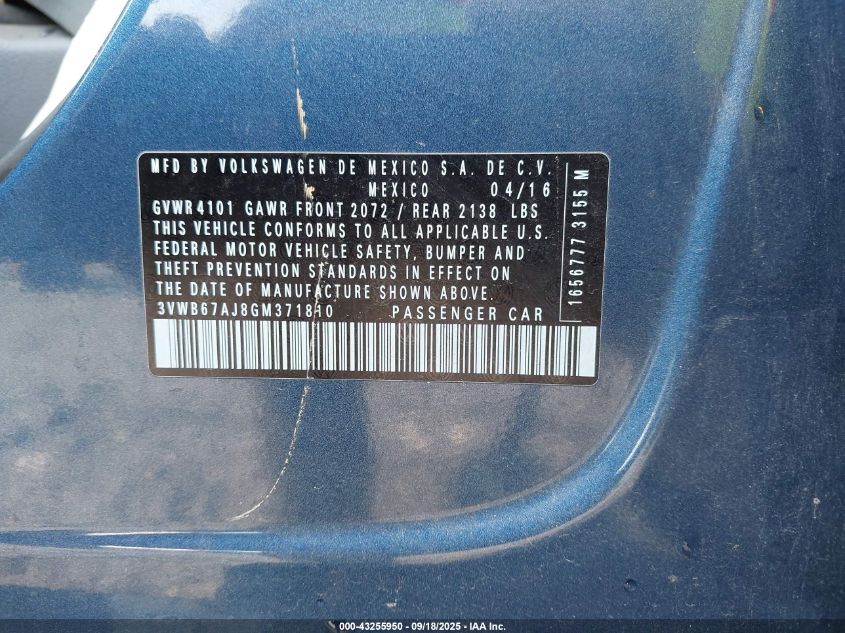 MFD BY VOLKSWAGEN DE MEXICO S.A. DE C.V.
MEXICO 04/16
GVWR 4101 GAWR FRONT 2072 / REAR 2138 LBS
THIS VEHICLE CONFORMS TO ALL APPLICABLE U.S.
FEDERAL MOTOR VEHICLE SAFETY, BUMPER AND
THEFT PREVENTION STANDARDS IN EFFECT ON
THE DATE OF MANUFACTURE SHOWN ABOVE.
3VWB67AJ8GM371810 PASSENGER CAR
1656777 3155 M
000-43255950 - 09/18/2025 - IAA Inc.